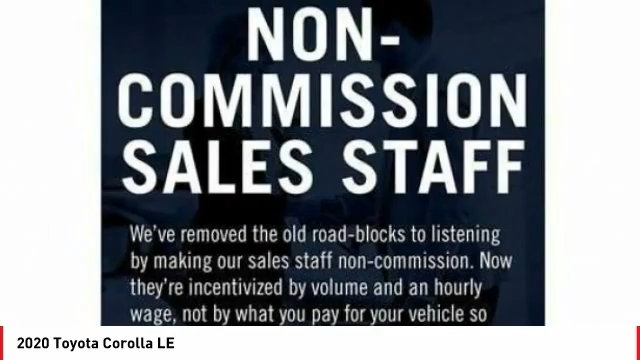 NON-
COMMISSION
SALES STAFF
We've removed the old road-blocks to listening
by making our sales staff non-commission. Now
they're incentivized by volume and an hourly
wage, not by what you pay for your vehicle so
2020 Toyota Corolla LE